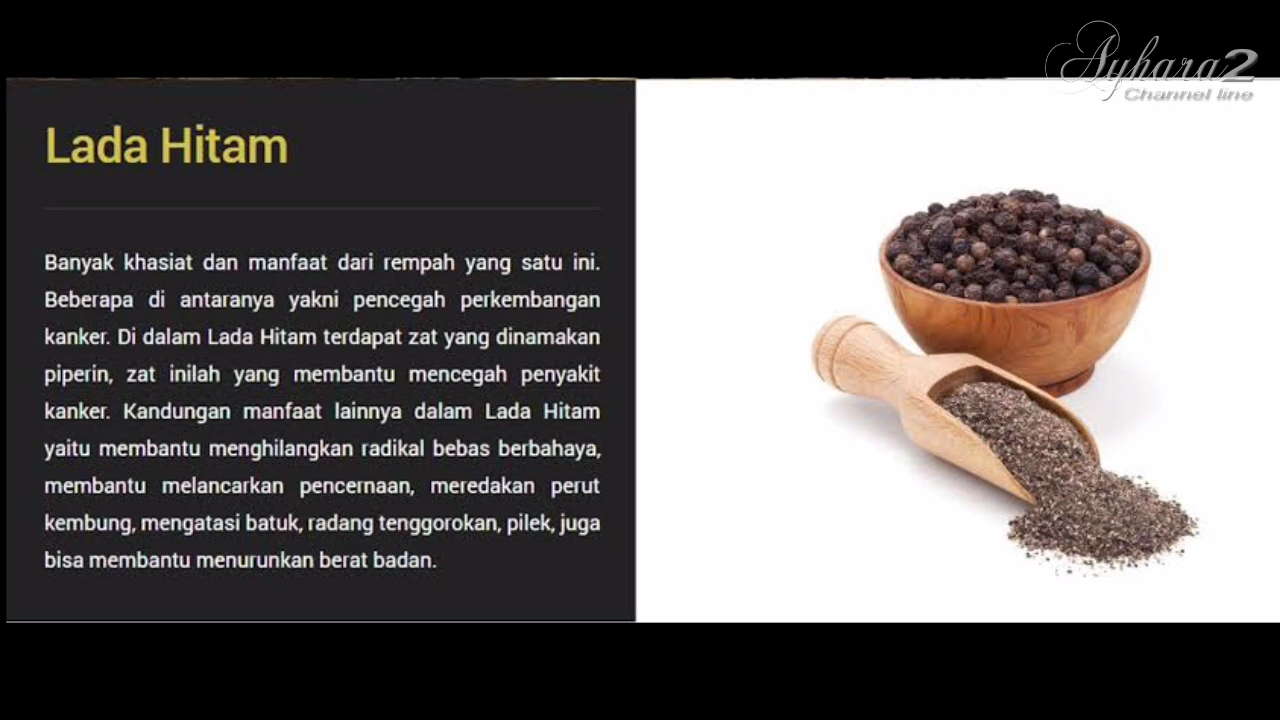 Ayhara2
Channel line
Lada Hitam
Banyak khasiat dan manfaat dari rempah yang satu ini.
Beberapa di antaranya yakni pencegah perkembangan
kanker. Di dalam Lada Hitam terdapat zat yang dinamakan
piperin, zat inilah yang membantu mencegah penyakit
kanker. Kandungan manfaat lainnya dalam Lada Hitam
yaitu membantu menghilangkan radikal bebas berbahaya,
membantu melancarkan pencernaan, meredakan perut
kembung, mengatasi batuk, radang tenggorokan, pilek, juga
bisa membantu menurunkan berat badan.